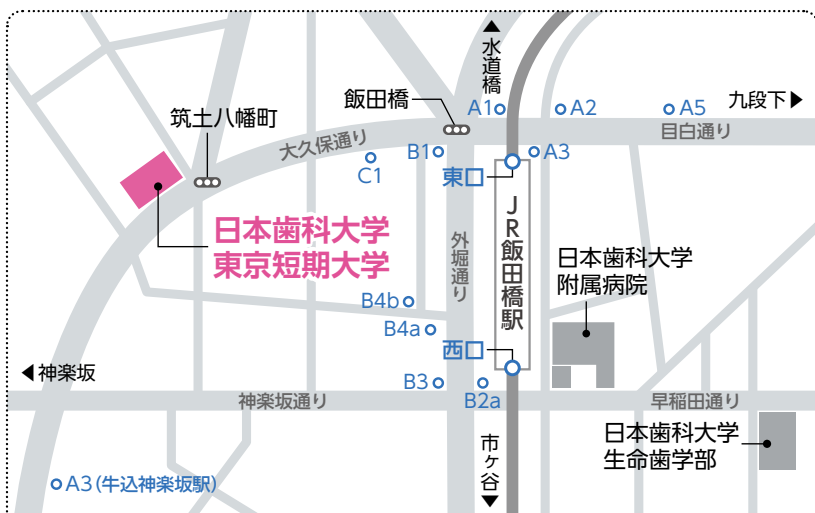 水道橋
飯田橋
A1
A2
A5
九段下
筑土八幡町
大久保通り
目白通り
B1
C1
A3
東口
日本歯科大学
東京短期大学
外堀通り
JR飯田橋駅
日本歯科大学
附属病院
B4b
B4a
西口
神楽坂
B3
B2a
神楽坂通り
早稲田通り
日本歯科大学
生命歯学部
市ヶ谷
A3(牛込神楽坂駅)